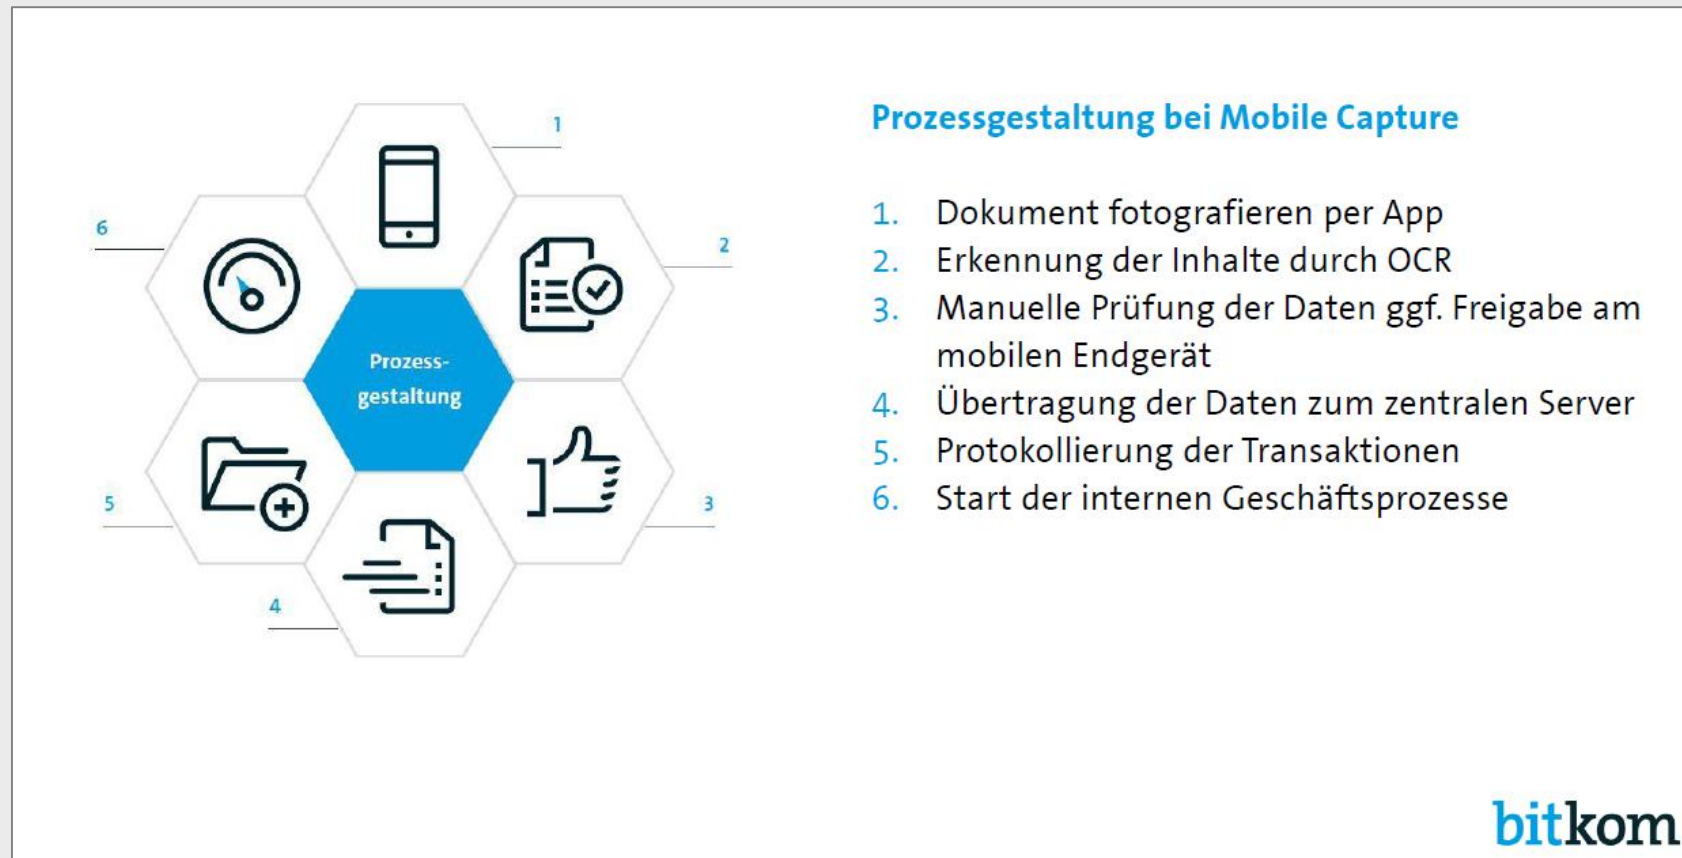 1
6
2
Prozess-
gestaltung
5
3
4
Prozessgestaltung bei Mobile Capture
1. Dokument fotografieren per App
2. Erkennung der Inhalte durch OCR
3. Manuelle Prüfung der Daten ggf. Freigabe am
mobilen Endgerät
4. Übertragung der Daten zum zentralen Server
5. Protokollierung der Transaktionen
6. Start der internen Geschäftsprozesse
bitkom